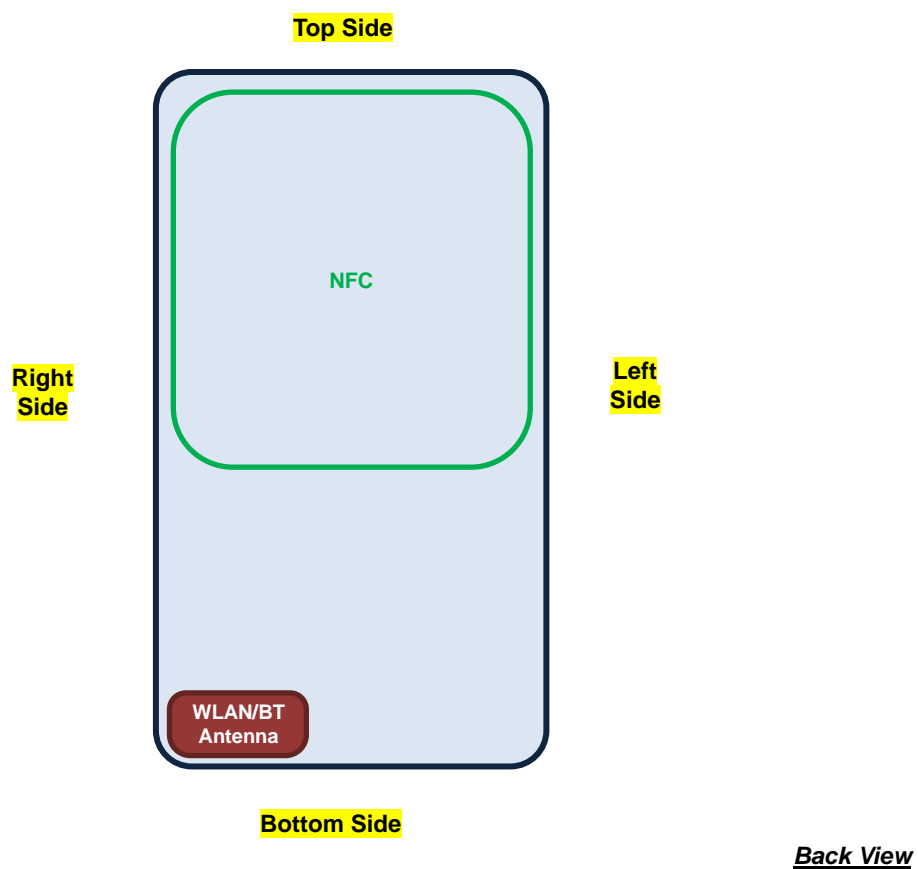 Top Side
NFC
Right
Side
Left
Side
WLAN/BT
Antenna
Bottom Side
Back View